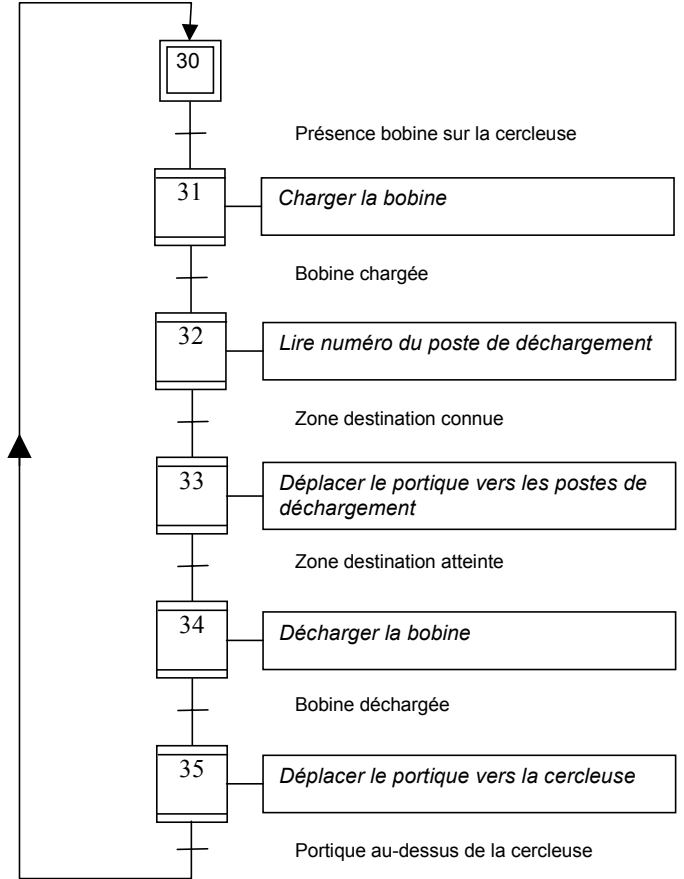 30
Présence bobine sur la cercleuse
31
Charger la bobine
Bobine chargée
32
Lire numéro du poste de déchargement
Zone destination connue
33
Déplacer le portique vers les postes de
déchargement
Zone destination atteinte
34
Décharger la bobine
Bobine déchargée
35
Déplacer le portique vers la cercleuse
Portique au-dessus de la cercleuse